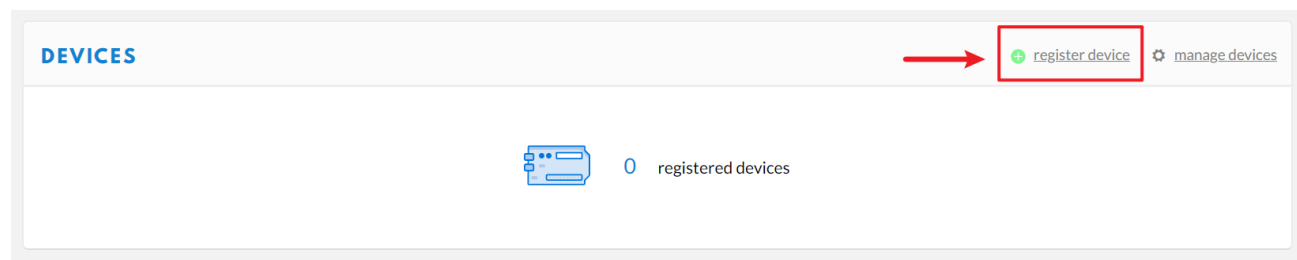 DEVICES
register device
manage devices
0 registered devices